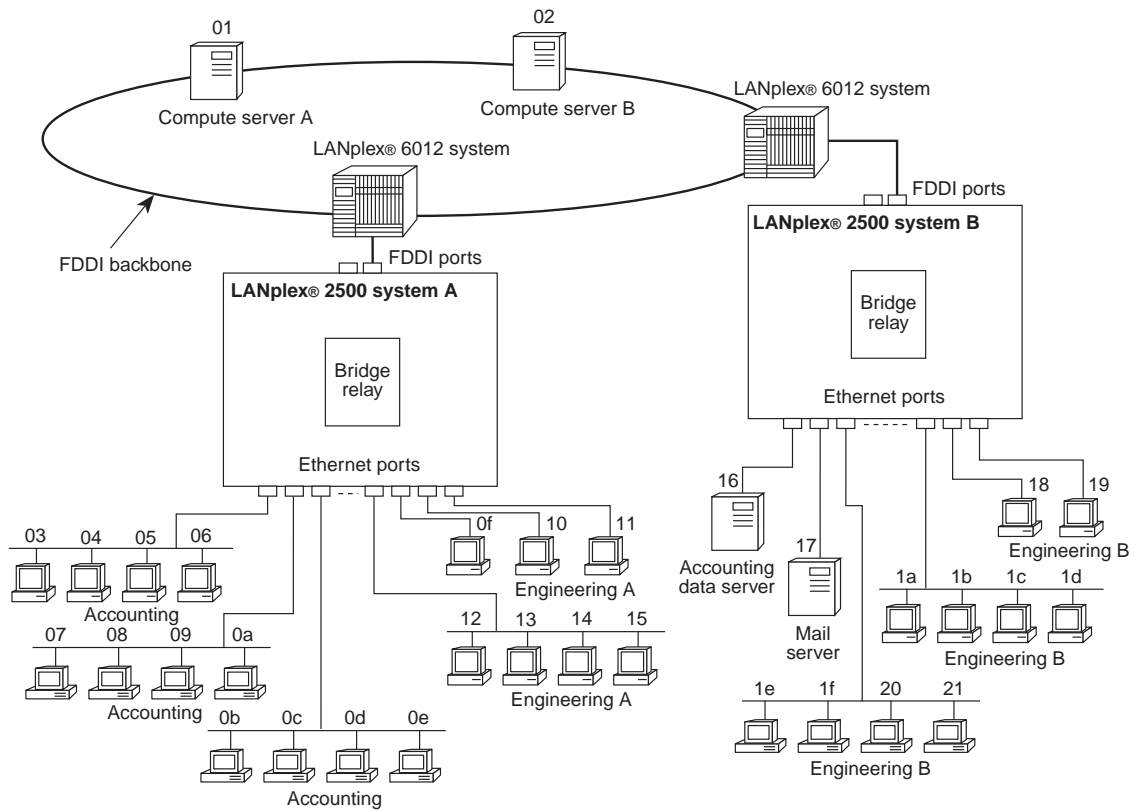 01
02
Compute server A
Compute server B
LANplex® 6012 system
LANplex® 6012 system
FDDI backbone
FDDI ports
LANplex® 2500 system A
Bridge
relay
Ethernet ports
FDDI ports
LANplex® 2500 system B
Bridge
relay
Ethernet ports
03 04 05 06
Accounting
07 08 09 0a
Accounting
0b 0c 0d 0e
Accounting
0f 10 11
Engineering A
12 13 14 15
Engineering A
16
Accounting
data server
17
Mail
server
18 19
Engineering B
1a 1b 1c 1d
Engineering B
1e 1f 20 21
Engineering B